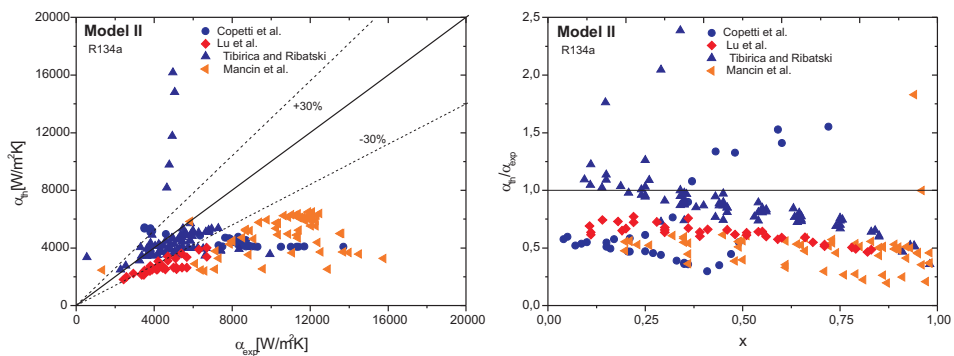 Model II
R134a
Copetti et al.
Lu et al.
Tibirica and Ribatski
Mancin et al.
+30%
-30%
20000
16000
12000
8000
4000
0
0 4000 8000 12000 16000 20000
α_th[W/m²K]
α_exp[W/m²K]
Model II
R134a
Copetti et al.
Lu et al.
Tibirica and Ribatski
Mancin et al.
2,5
2,0
1,5
1,0
0,5
0,0
0,00 0,25 0,50 0,75 1,00
α_th/α_exp
x